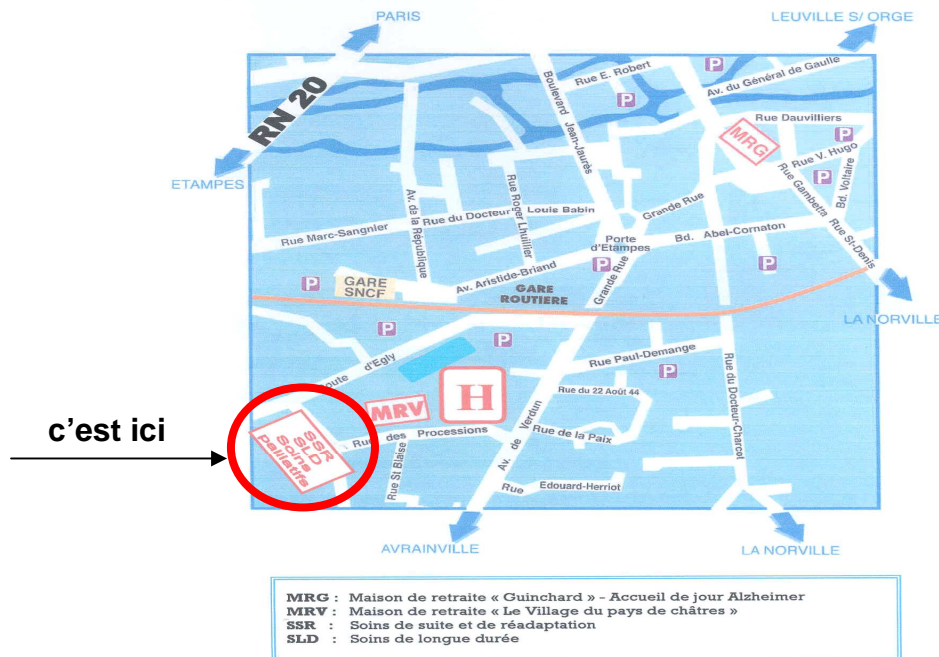 PARIS
LEUVILLE S/ ORGE
RN 20
ETAMPES
Boulevard Jean-Jaurès
Rue E. Robert
P
Av. du Général de Gaulle
P
Rue Dauvilliers
MRG
P
Rue V. Hugo
P
Rue Gambetta
Bd. Voltaire
Rue St-Denis
Av. de la République
Rue Roger Lhuillier
Rue Marc-Sangnier
Rue du Docteur Louis Babin
Grande Rue
Porte d'Etampes
Bd. Abel-Cornaton
P
P
P
GARE SNCF
Av. Aristide-Briand
GARE ROUTIERE
Grande Rue
LA NORVILLE
P
P
P
Route d'Egly
Rue Paul-Demange
P
Rue du Docteur-Charcot
H
MRV
Rue du 22 Août 44
c'est ici
SSR
SLD
Soins
palliatifs
Rue des Processions
Rue St Blaise
Av. de Verdun
Rue de la Paix
Rue Edouard-Herriot
AVRAINVILLE
LA NORVILLE
MRG : Maison de retraite « Guinchard » - Accueil de jour Alzheimer
MRV : Maison de retraite « Le Village du pays de châtres »
SSR : Soins de suite et de réadaptation
SLD : Soins de longue durée